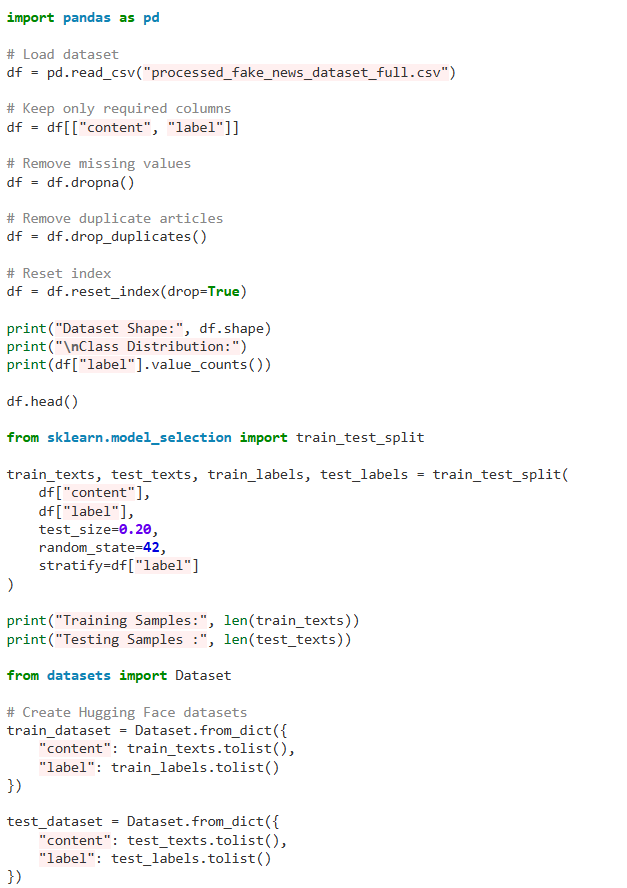 import pandas as pd
# Load dataset
df = pd.read_csv("processed_fake_news_dataset_full.csv")
# Keep only required columns
df = df[["content", "label"]]
# Remove missing values
df = df.dropna()
# Remove duplicate articles
df = df.drop_duplicates()
# Reset index
df = df.reset_index(drop=True)
print("Dataset Shape:", df.shape)
print("\nClass Distribution:")
print(df["label"].value_counts())
df.head()
from sklearn.model_selection import train_test_split
train_texts, test_texts, train_labels, test_labels = train_test_split(
    df["content"],
    df["label"],
    test_size=0.20,
    random_state=42,
    stratify=df["label"]
)
print("Training Samples:", len(train_texts))
print("Testing Samples :", len(test_texts))
from datasets import Dataset
# Create Hugging Face datasets
train_dataset = Dataset.from_dict({
    "content": train_texts.tolist(),
    "label": train_labels.tolist()
})
test_dataset = Dataset.from_dict({
    "content": test_texts.tolist(),
    "label": test_labels.tolist()
})